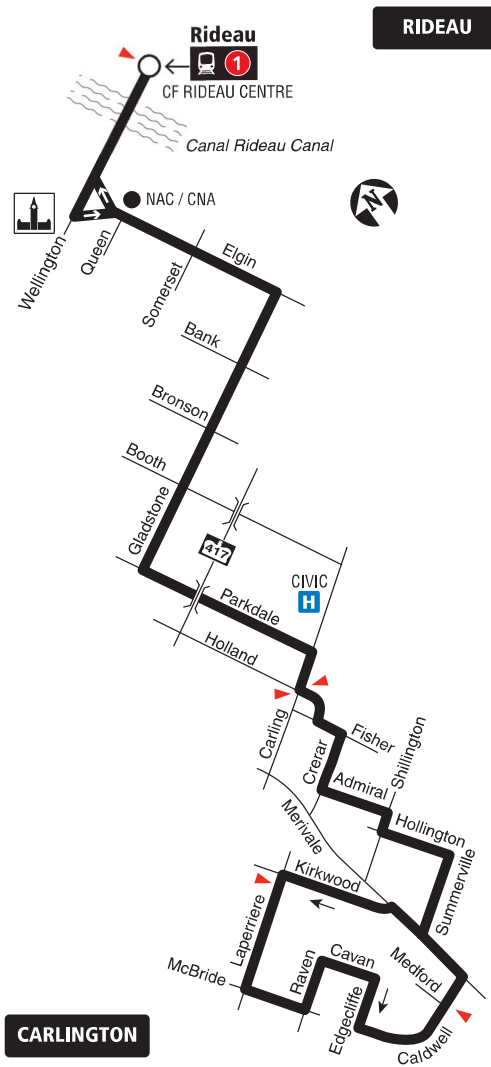 RIDEAU
Rideau
1
CF RIDEAU CENTRE
Canal Rideau Canal
NAC / CNA
N
Wellington
Queen
Somerset
Elgin
Bank
Bronson
Booth
Gladstone
417
CIVIC
H
Parkdale
Holland
Carling
Fisher
Crerar
Shillington
Admiral
Hollington
Merivale
Summerville
Kirkwood
Laperriere
Medford
Cavan
McBride
Raven
Edgecliffe
Caldwell
CARLINGTON